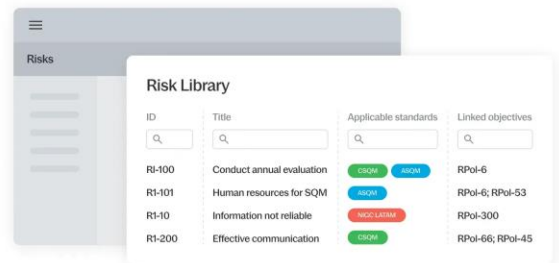 Risks
Risk Library
ID Title Applicable standards Linked objectives
RI-100 Conduct annual evaluation CSQM ASQM RPol-6
R1-101 Human resources for SQM ASQM RPol-6; RPol-53
R1-10 Information not reliable NIGC LATAM RPol-300
R1-200 Effective communication CSQM RPol-66; RPol-45